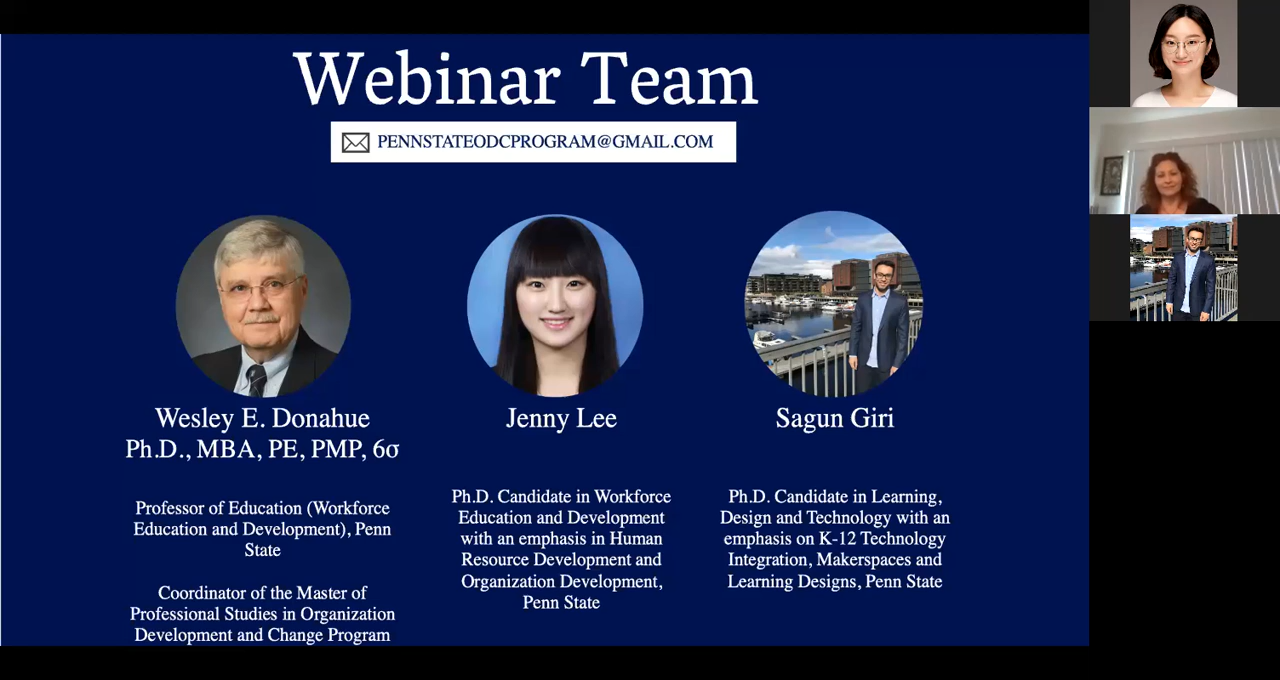 Webinar Team
PENNSTATEODCPROGRAM@GMAIL.COM
Wesley E. Donahue
Ph.D., MBA, PE, PMP, 6σ
Professor of Education (Workforce
Education and Development), Penn
State
Coordinator of the Master of
Professional Studies in Organization
Development and Change Program
Jenny Lee
Ph.D. Candidate in Workforce
Education and Development
with an emphasis in Human
Resource Development and
Organization Development,
Penn State
Sagun Giri
Ph.D. Candidate in Learning,
Design and Technology with an
emphasis on K-12 Technology
Integration, Makerspaces and
Learning Designs, Penn State